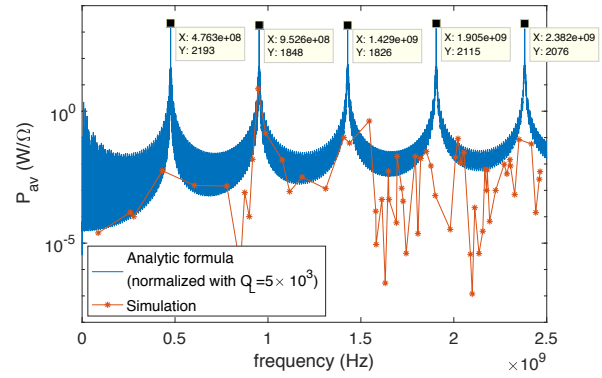 X: 4.763e+08
Y: 2193
X: 9.526e+08
Y: 1848
X: 1.429e+09
Y: 1826
X: 1.905e+09
Y: 2115
X: 2.382e+09
Y: 2076
10^0
10^-5
P_av (W/Ω)
Analytic formula
(normalized with Q_L=5× 10^3)
Simulation
0 0.5 1 1.5 2 2.5
frequency (Hz)
×10^9